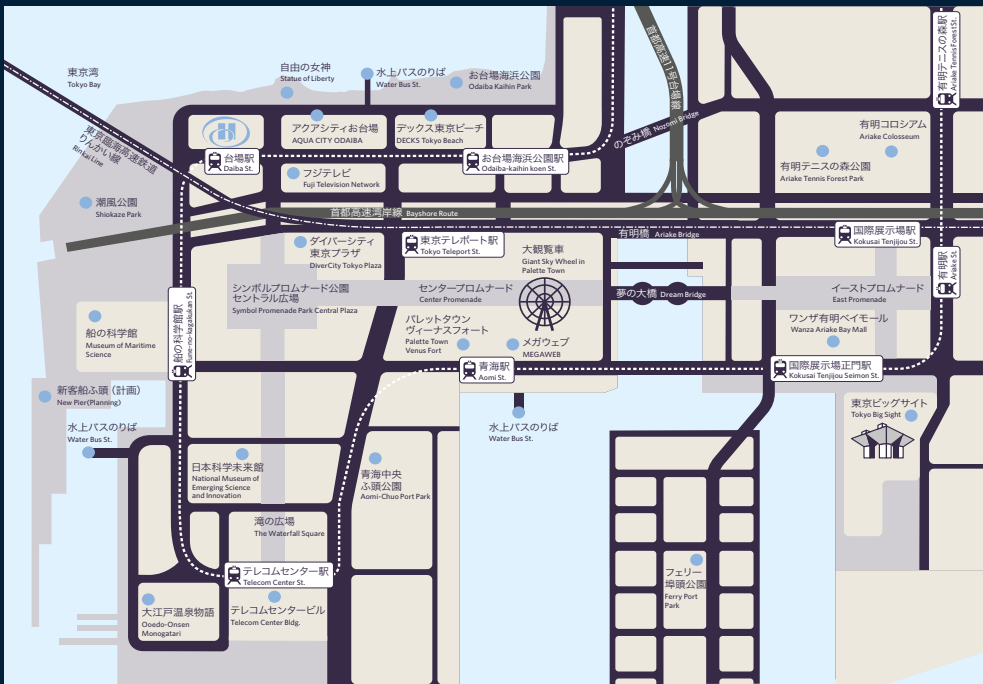 東京湾
Tokyo Bay
自由の女神
Statue of Liberty
水上バスのりば
Water Bus St.
お台場海浜公園
Odaiba Kaihin Park
首都高速11号台場線
有明テニスの森駅
Ariake Tennis Forest St.
東京臨海高速鉄道
りんかい線
Rinkai Line
アクアシティお台場
AQUA CITY ODAIBA
デックス東京ビーチ
DECKS Tokyo Beach
のぞみ橋 Nozomi Bridge
有明コロシアム
Ariake Colosseum
台場駅
Daiba St.
お台場海浜公園駅
Odaiba-kaihin koen St.
有明テニスの森公園
Ariake Tennis Forest Park
フジテレビ
Fuji Television Network
潮風公園
Shiokaze Park
首都高速湾岸線 Bayshore Route
有明橋 Ariake Bridge
国際展示場駅
Kokusai Tenjijou St.
ダイバーシティ
東京プラザ
DiverCity Tokyo Plaza
東京テレポート駅
Tokyo Teleport St.
大観覧車
Giant Sky Wheel in
Palette Town
有明駅
Ariake St.
シンボルプロムナード公園
セントラル広場
Symbol Promenade Park Central Plaza
センタープロムナード
Center Promenade
夢の大橋 Dream Bridge
イーストプロムナード
East Promenade
船の科学館駅
Fune-no-kagakukan St.
船の科学館
Museum of Maritime
Science
パレットタウン
ヴィーナスフォート
Palette Town
Venus Fort
メガウェブ
MEGAWEB
ワンザ有明ベイモール
Wanza Ariake Bay Mall
青海駅
Aomi St.
国際展示場正門駅
Kokusai Tenjijou Seimon St.
新客船ふ頭（計画）
New Pier(Planning)
水上バスのりば
Water Bus St.
水上バスのりば
Water Bus St.
東京ビッグサイト
Tokyo Big Sight
日本科学未来館
National Museum of
Emerging Science
and Innovation
青海中央
ふ頭公園
Aomi-Chuo Port Park
滝の広場
The Waterfall Square
テレコムセンター駅
Telecom Center St.
フェリー
埠頭公園
Ferry Port
Park
大江戸温泉物語
Ooedo-Onsen
Monogatari
テレコムセンタービル
Telecom Center Bldg.